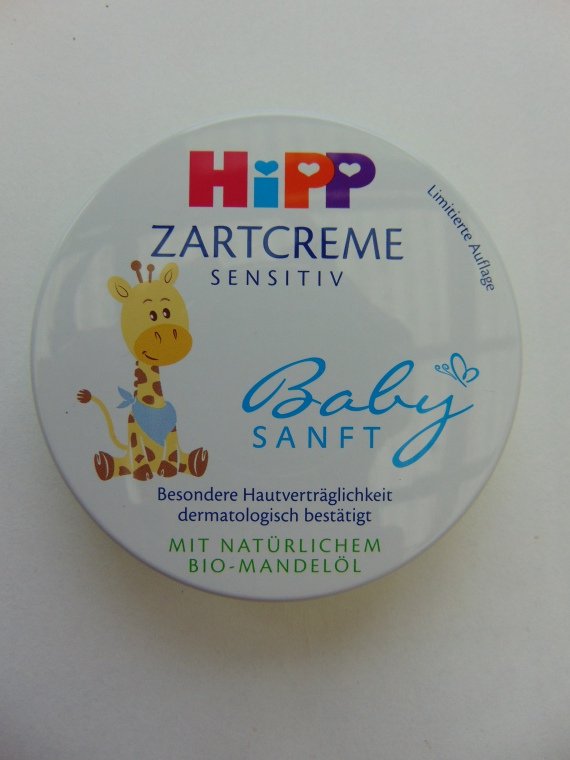 HiPP
ZARTCREME
SENSITIV
Limitierte Auflage
Baby
SANFT
Besondere Hautverträglichkeit
dermatologisch bestätigt
MIT NATÜRLICHEM
BIO-MANDELÖL